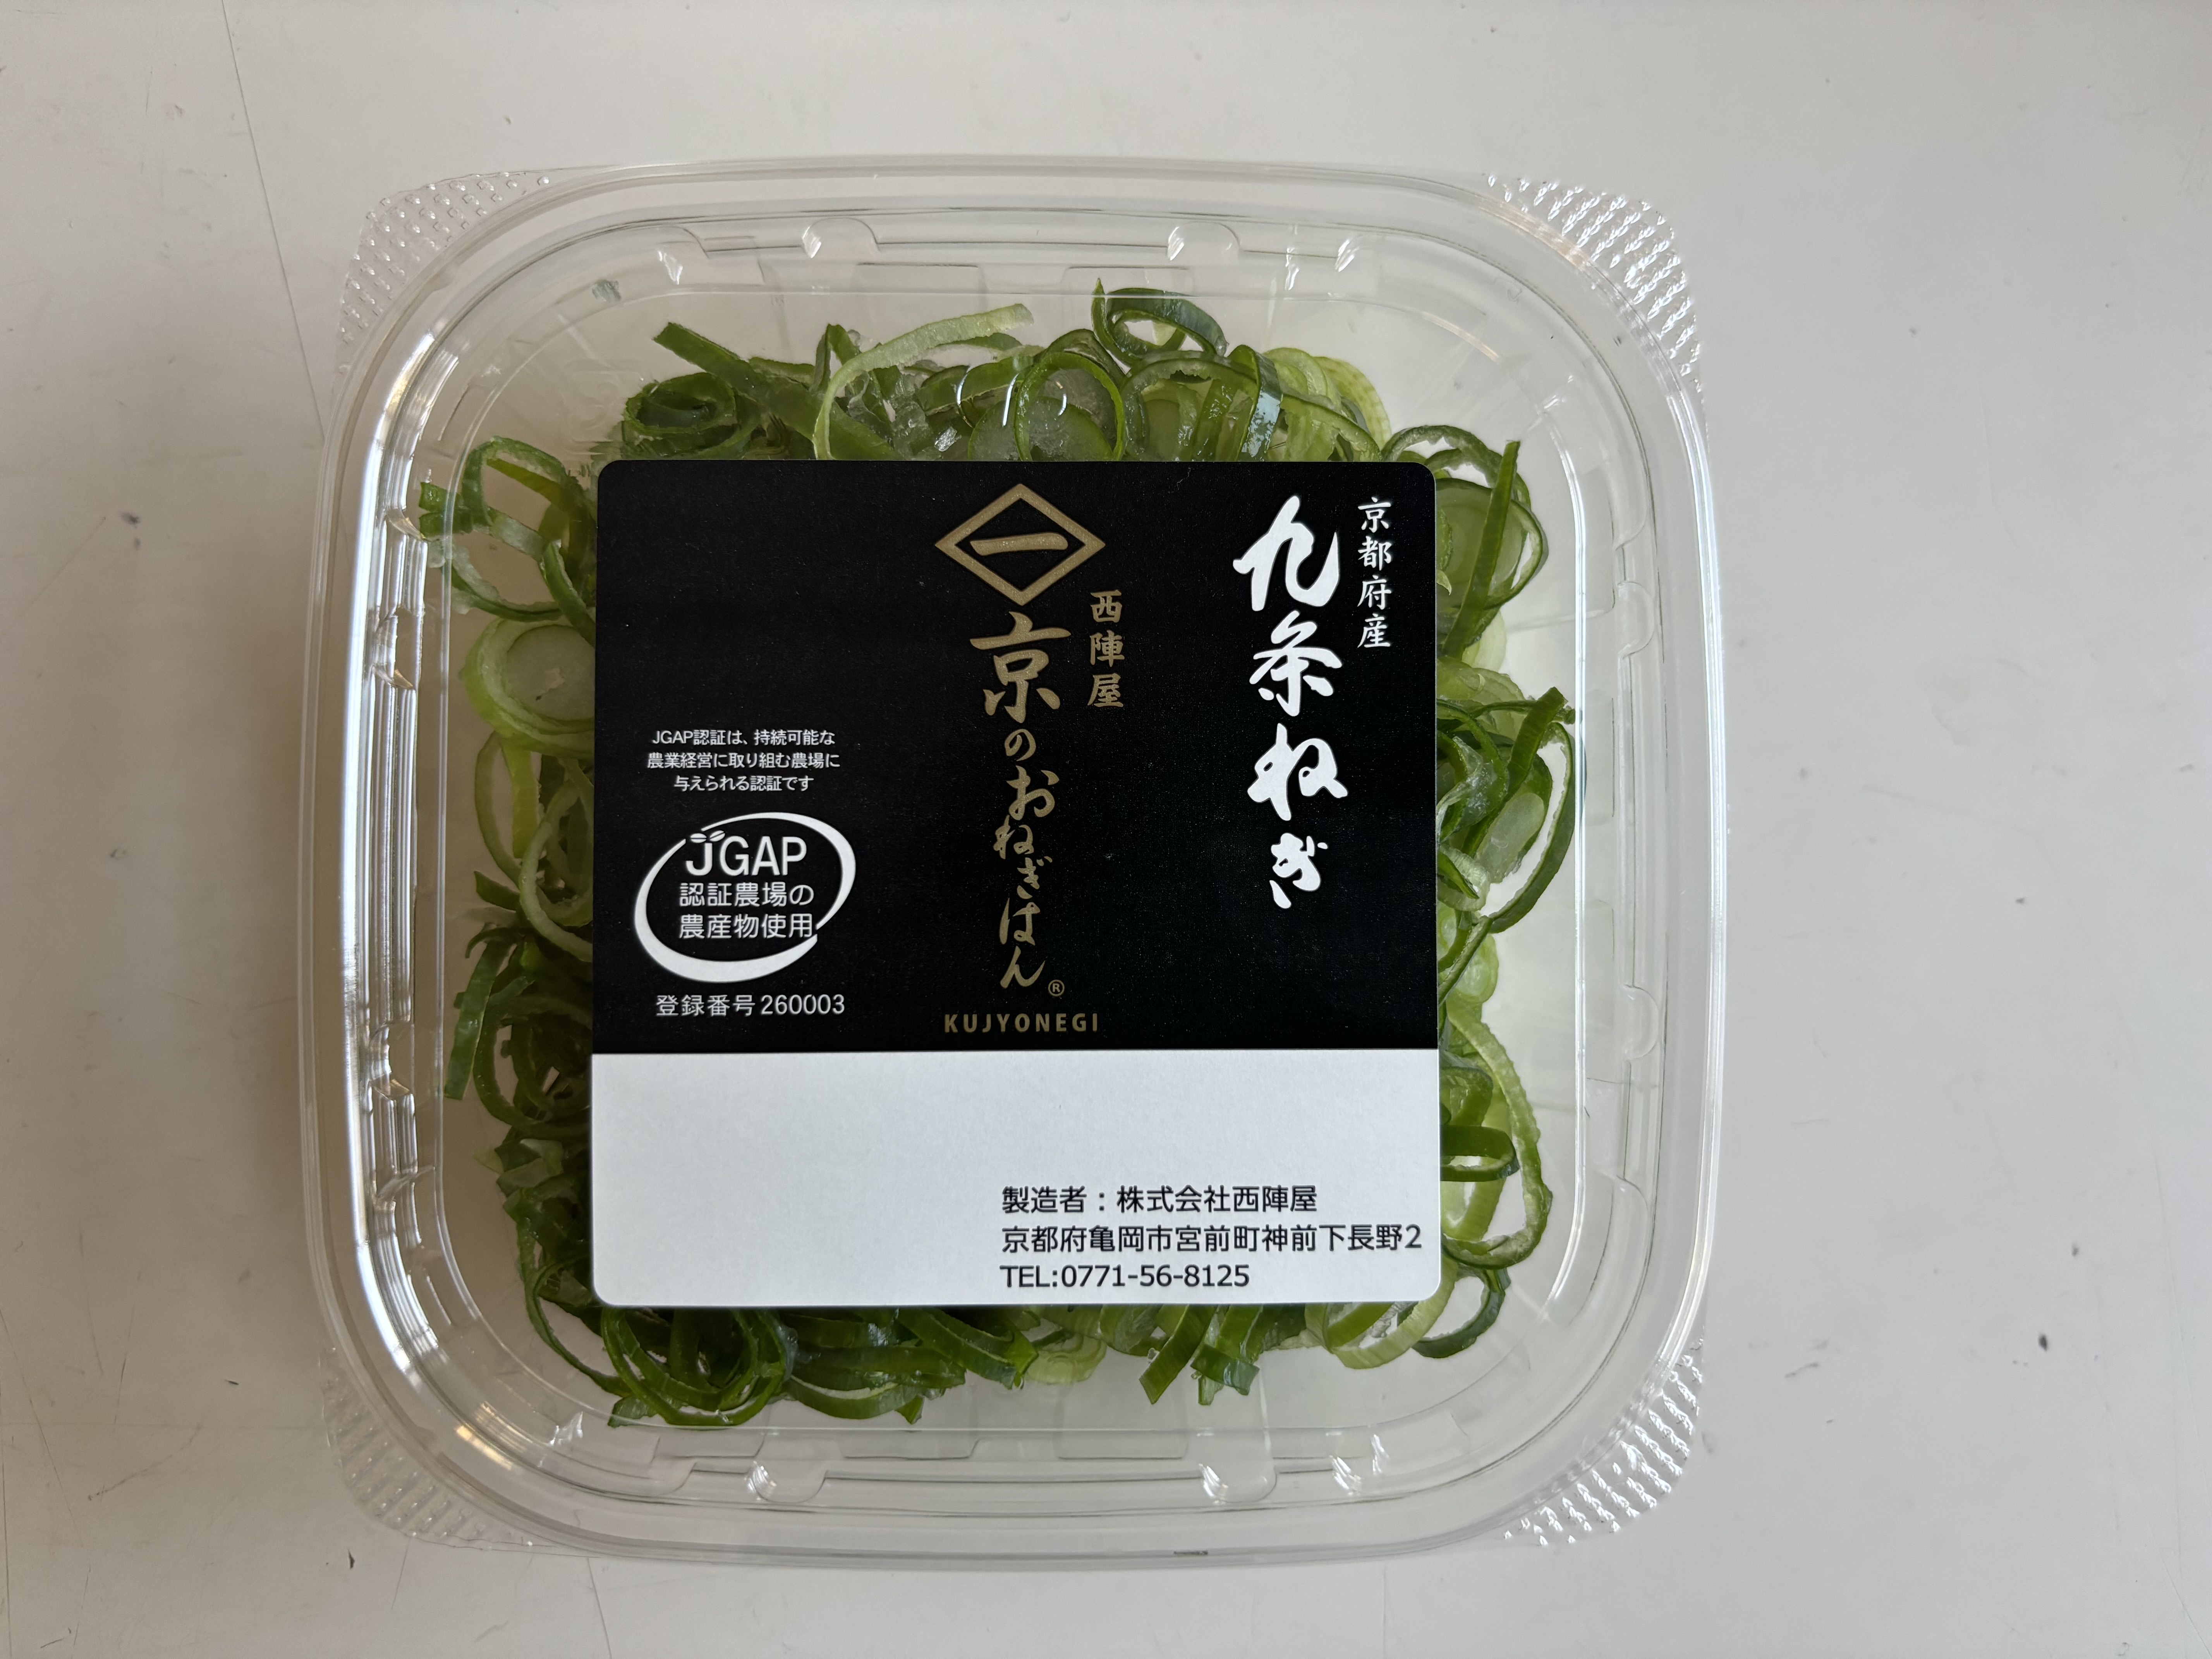 京都府産
九条ねぎ
一
西陣屋
京のおねぎはん®
KUJYONEGI
JGAP認証は、持続可能な
農業経営に取り組む農場に
与えられる認証です
JGAP
認証農場の
農産物使用
登録番号260003
製造者：株式会社西陣屋
京都府亀岡市宮前町神前下長野2
TEL:0771-56-8125